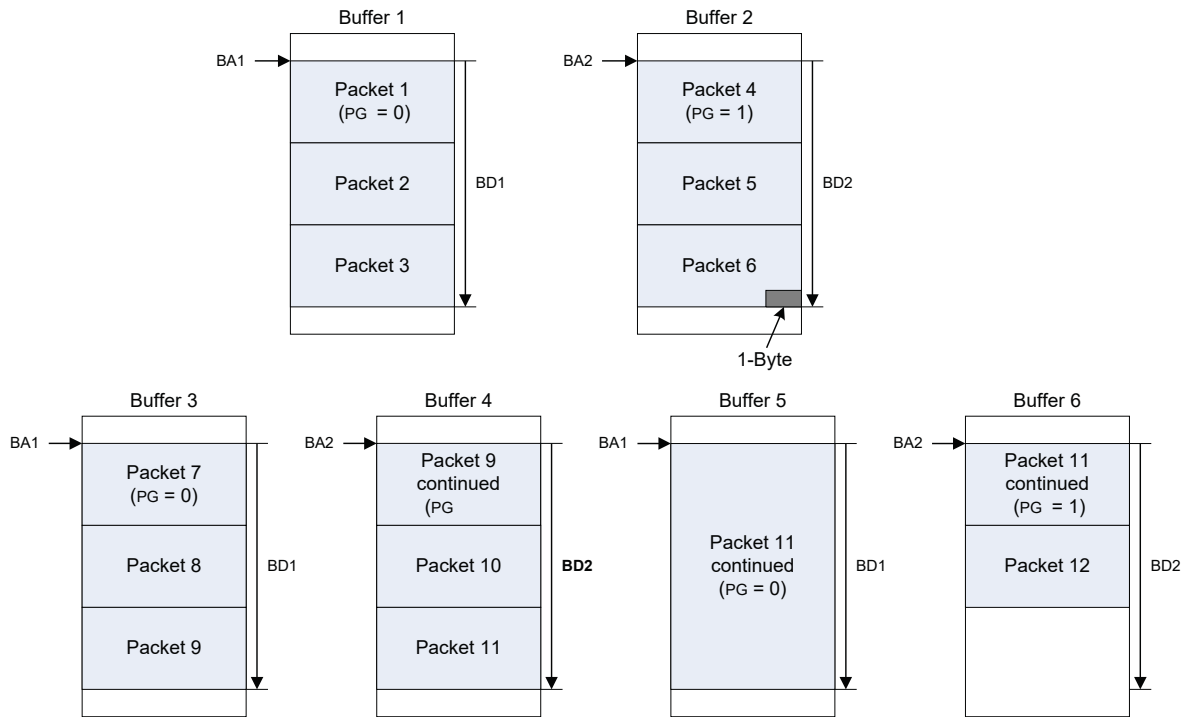 Buffer 1
BA1
Packet 1
(PG = 0)
Packet 2
BD1
Packet 3
Buffer 2
BA2
Packet 4
(PG = 1)
Packet 5
BD2
Packet 6
1-Byte
Buffer 3
BA1
Packet 7
(PG = 0)
Packet 8
BD1
Packet 9
Buffer 4
BA2
Packet 9
continued
(PG
Packet 10
BD2
Packet 11
Buffer 5
BA1
Packet 11
continued
(PG = 0)
BD1
Buffer 6
BA2
Packet 11
continued
(PG = 1)
Packet 12
BD2